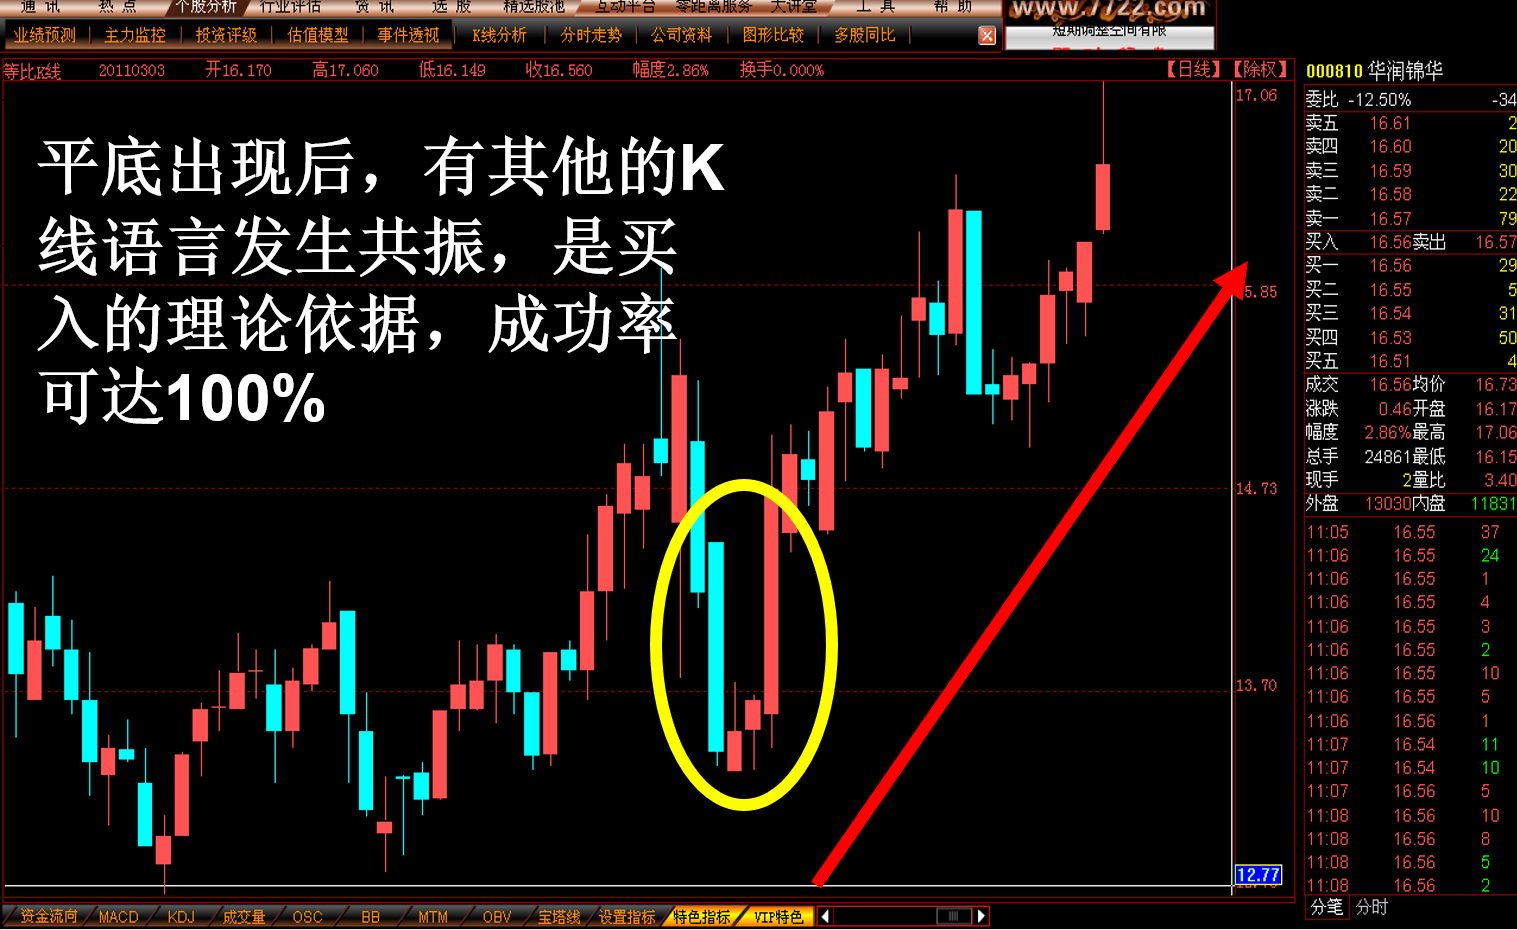 通 讯 热 点 个股分析 行业评估 资 讯 选 股 精选股池 互动平台 零距离服务 大讲堂 工 具 帮 助
www.7722.com
业绩预测 主力监控 投资评级 估值模型 事件透视 K线分析 分时走势 公司资料 图形比较 多股同比
短期调整空间有限
等比K线 20110303 开16.170 高17.060 低16.149 收16.560 幅度2.86% 换手0.000% 【日线】【除权】
平底出现后，有其他的K
线语言发生共振，是买
入的理论依据，成功率
可达100%
17.06
5.85
14.73
13.70
12.77
000810 华润锦华
委比 -12.50% -34
卖五 16.61 2
卖四 16.60 20
卖三 16.59 30
卖二 16.58 22
卖一 16.57 79
买入 16.56 卖出 16.57
买一 16.56 29
买二 16.55 5
买三 16.54 31
买四 16.53 50
买五 16.51 4
成交 16.56 均价 16.73
涨跌 0.46 开盘 16.17
幅度 2.86% 最高 17.06
总手 24861 最低 16.15
现手 2 量比 3.40
外盘 13030 内盘 11831
11:05 16.55 37
11:06 16.55 24
11:06 16.55 1
11:06 16.55 4
11:06 16.55 3
11:06 16.55 2
11:06 16.55 10
11:06 16.55 5
11:06 16.56 1
11:07 16.54 11
11:07 16.54 10
11:07 16.56 5
11:08 16.56 10
11:08 16.56 8
11:08 16.56 5
11:08 16.56 2
分笔 分时
资金流向 MACD KDJ 成交量 OSC BB MTM OBV 宝塔线 设置指标 特色指标 VIP特色